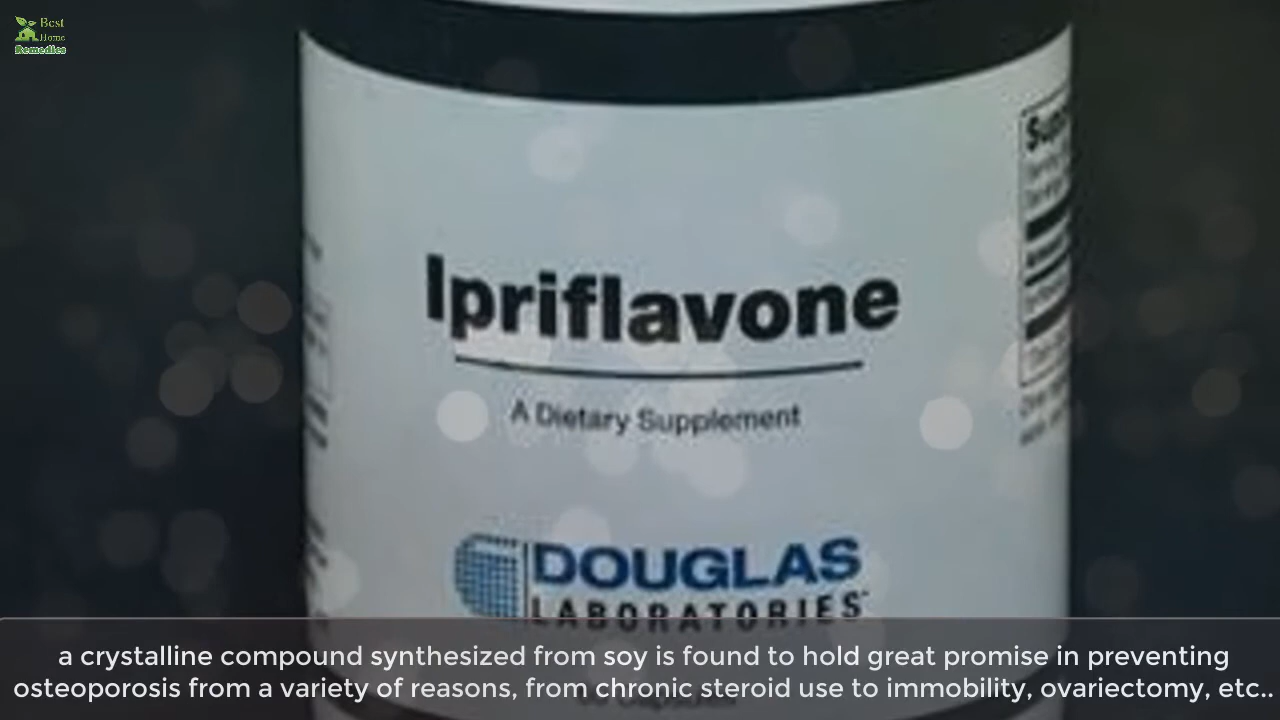 Best
Home
Remedies
Ipriflavone
A Dietary Supplement
DOUGLAS
LABORATORIES
a crystalline compound synthesized from soy is found to hold great promise in preventing
osteoporosis from a variety of reasons, from chronic steroid use to immobility, ovariectomy, etc..